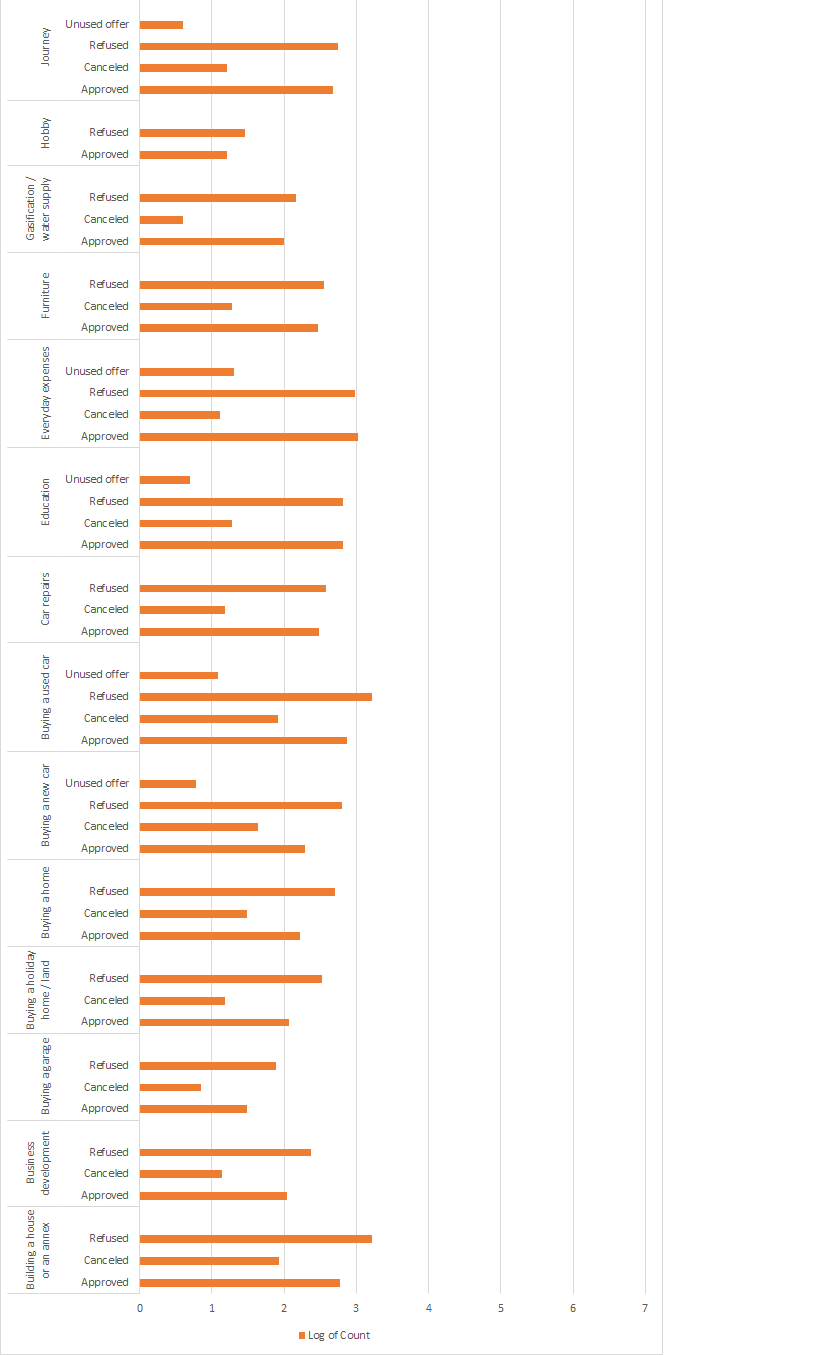 Journey
Unused offer
Refused
Canceled
Approved
Hobby
Refused
Approved
Gasification /
water supply
Refused
Canceled
Approved
Furniture
Refused
Canceled
Approved
Everyday expenses
Unused offer
Refused
Canceled
Approved
Education
Unused offer
Refused
Canceled
Approved
Car repairs
Refused
Canceled
Approved
Buying a used car
Unused offer
Refused
Canceled
Approved
Buying a new car
Unused offer
Refused
Canceled
Approved
Buying a home
Refused
Canceled
Approved
Buying a holiday
home / land
Refused
Canceled
Approved
Buying a garage
Refused
Canceled
Approved
Business
development
Refused
Canceled
Approved
Building a house
or an annex
Refused
Canceled
Approved
0 1 2 3 4 5 6 7
Log of Count